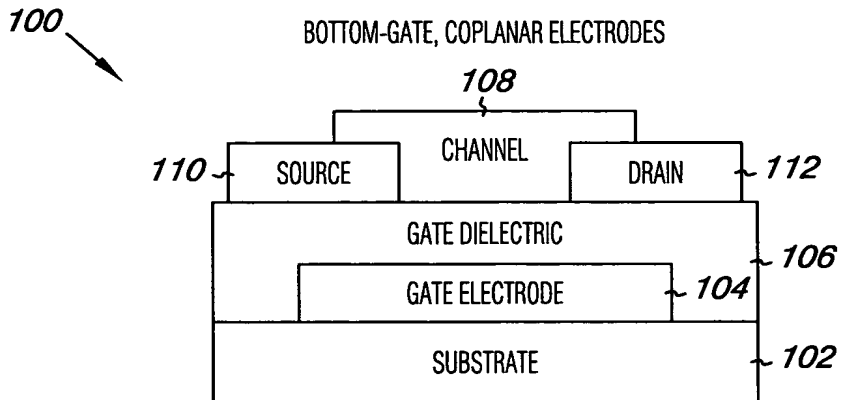 100
BOTTOM-GATE, COPLANAR ELECTRODES
108
CHANNEL
110 SOURCE DRAIN 112
GATE DIELECTRIC
106
GATE ELECTRODE 104
SUBSTRATE 102